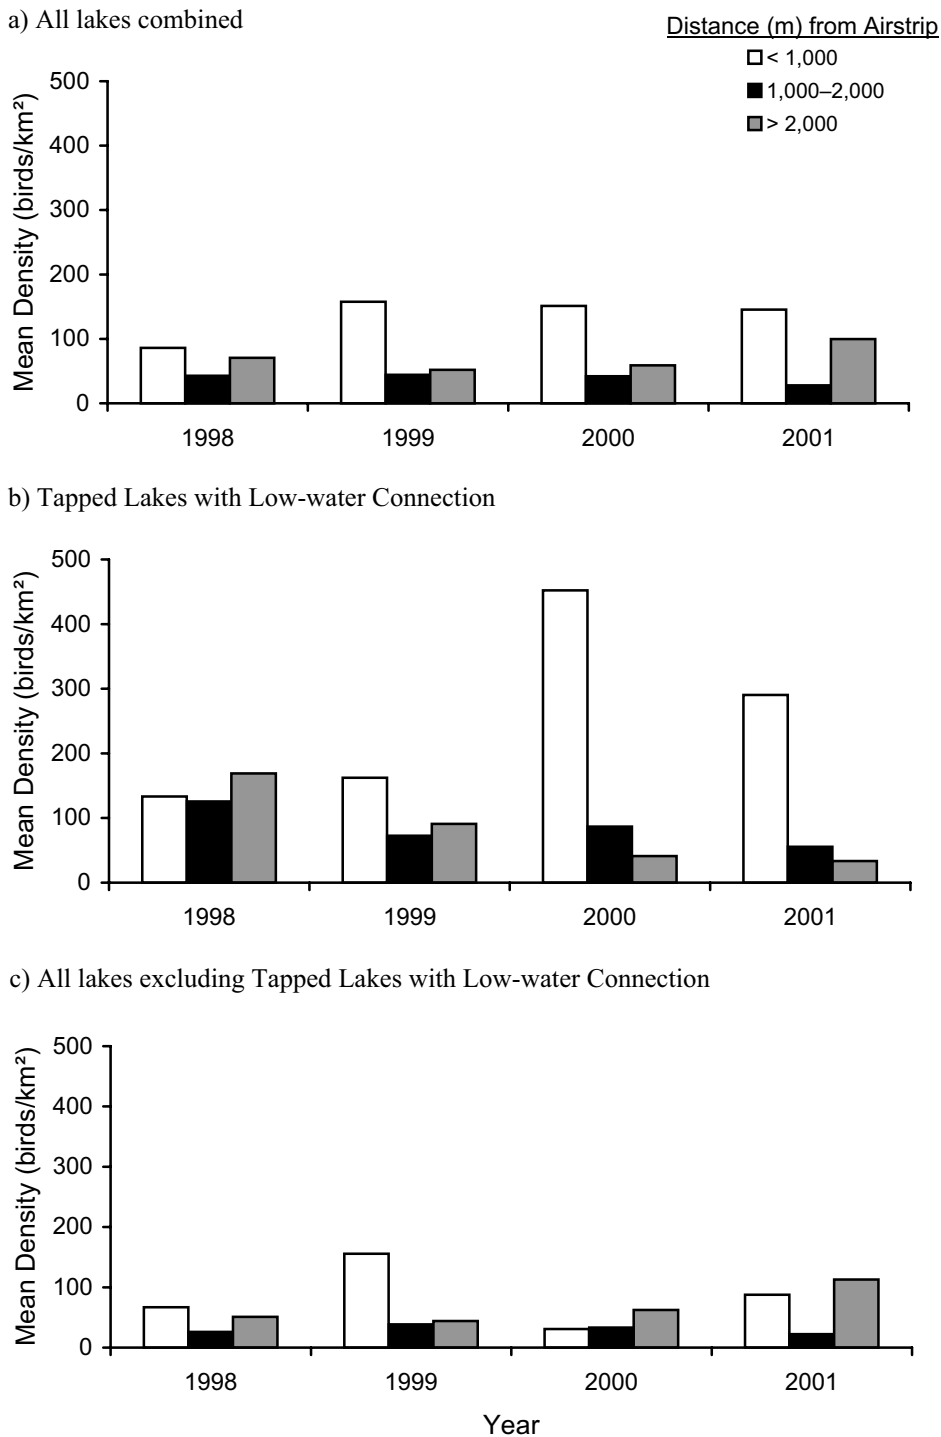 a) All lakes combined
Distance (m) from Airstrip
< 1,000
1,000–2,000
> 2,000
Mean Density (birds/km²)
500
400
300
200
100
0
1998 1999 2000 2001
b) Tapped Lakes with Low-water Connection
Mean Density (birds/km²)
500
400
300
200
100
0
1998 1999 2000 2001
c) All lakes excluding Tapped Lakes with Low-water Connection
Mean Density (birds/km²)
500
400
300
200
100
0
1998 1999 2000 2001
Year